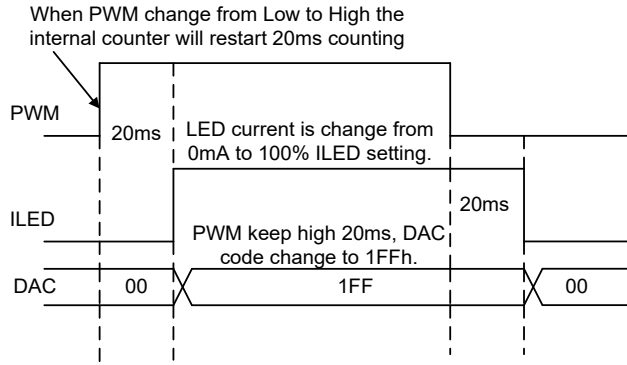 When PWM change from Low to High the
internal counter will restart 20ms counting
PWM
20ms
LED current is change from
0mA to 100% ILED setting.
20ms
ILED
PWM keep high 20ms, DAC
code change to 1FFh.
DAC
00
1FF
00